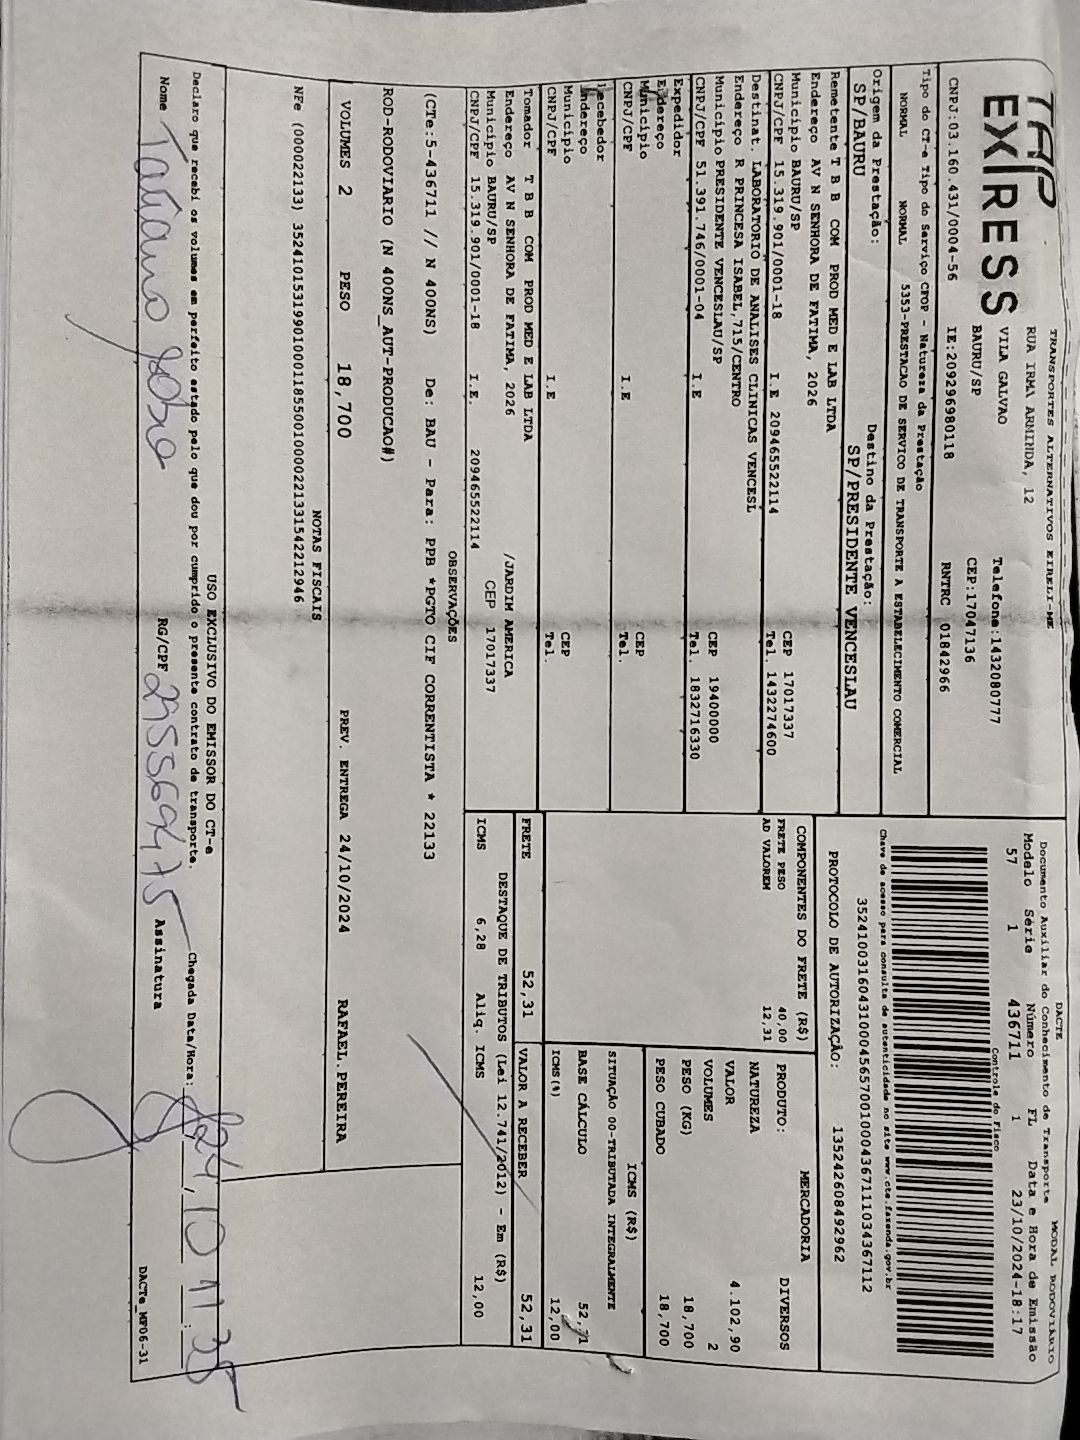 TRANSPORTES ALTERNATIVOS EIRELI-ME
TAP EXPRESS
RUA IRMA ARMINDA, 12
VILA GALVAO
Telefone:1432080777
BAURU/SP
CEP:17047136
CNPJ:03.160.431/0004-56 IE:209296980118 RNTRC 01842966
Tipo do CT-e Tipo do Serviço CFOP - Natureza da Prestação
NORMAL NORMAL 5353-PRESTACAO DE SERVICO DE TRANSPORTE A ESTABELECIMENTO COMERCIAL
Origem da Prestação: Destino da Prestação:
SP/BAURU SP/PRESIDENTE VENCESLAU
Remetente T B B COM PROD MED E LAB LTDA
Endereço AV N SENHORA DE FATIMA, 2026
Município BAURU/SP CEP 17017337
CNPJ/CPF 15.319.901/0001-18 I.E 209465522114 Tel. 1432274600
Destinat. LABORATORIO DE ANALISES CLINICAS VENCESL
Endereço R PRINCESA ISABEL,715/CENTRO
Município PRESIDENTE VENCESLAU/SP CEP 19400000
CNPJ/CPF 51.391.746/0001-04 I.E Tel. 1832716330
Expedidor
Endereço
Município CEP
CNPJ/CPF I.E Tel.
Recebedor
Endereço
Município CEP
CNPJ/CPF I.E Tel.
Tomador T B B COM PROD MED E LAB LTDA
Endereço AV N SENHORA DE FATIMA, 2026 /JARDIM AMERICA
Município BAURU/SP CEP 17017337
CNPJ/CPF 15.319.901/0001-18 I.E. 209465522114
DACTE MODAL RODOVIÁRIO
Documento Auxiliar do Conhecimento de Transporte
Modelo Série Número FL Data e Hora de Emissão
57 1 436711 1 23/10/2024-18:17
Controle do Fisco
Chave de acesso para consulta de autenticidade no site www.cte.fazenda.gov.br
35241003160431000456570010004367111034367112
PROTOCOLO DE AUTORIZAÇÃO: 135242608492962
COMPONENTES DO FRETE (R$)
FRETE PESO 40,00
AD VALOREM 12,31
FRETE 52,31
MERCADORIA
PRODUTO: DIVERSOS
NATUREZA
VALOR 4.102,90
VOLUMES 2
PESO (KG) 18,700
PESO CUBADO 18,700
ICMS (R$)
SITUAÇÃO 00-TRIBUTADA INTEGRALMENTE
BASE CÁLCULO
ICMS(%) 12,00
VALOR A RECEBER 52,31
DESTAQUE DE TRIBUTOS (Lei 12.741/2012) - Em (R$)
ICMS 6,28 Aliq. ICMS 12,00
OBSERVAÇÕES
(CTe:5-436711 // N 400NS) De: BAU - Para: PPB *PGTO CIF CORRENTISTA * 22133
ROD-RODOVIARIO (N 400NS_AUT-PRODUCAO#)
VOLUMES 2 PESO 18,700 PREV. ENTREGA 24/10/2024 RAFAEL.PEREIRA
NOTAS FISCAIS
NFe (000022133) 35241015319901000118550010000221331542212946
USO EXCLUSIVO DO EMISSOR DO CT-e
Declaro que recebi os volumes em perfeito estado pelo que dou por cumprido o presente contrato de transporte.
Chegada Data/Hora: 24/10 11:35
Nome RG/CPF 295569475 Assinatura
DACTe_MF06-31